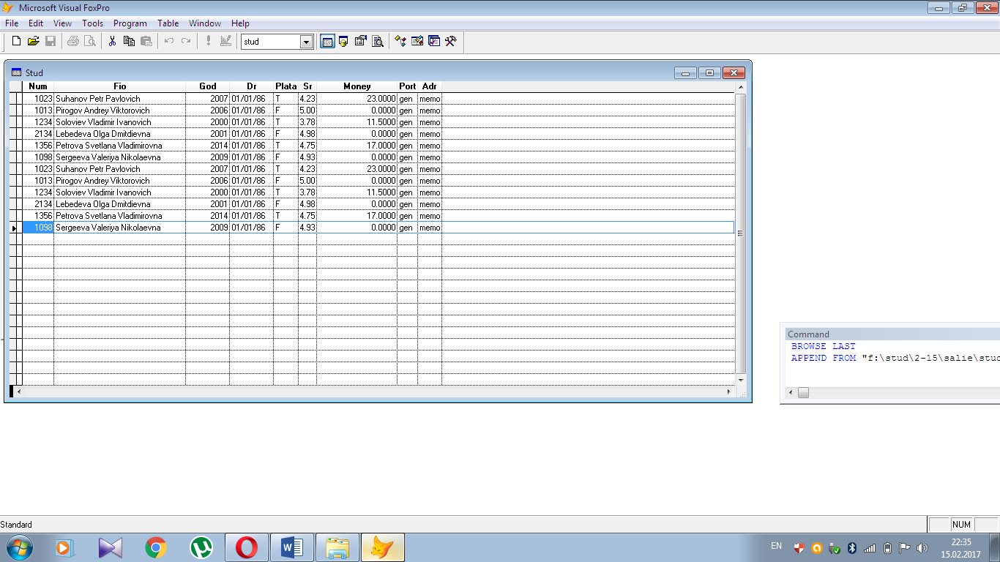 Microsoft Visual FoxPro
File Edit View Tools Program Table Window Help
stud
Stud
Num Fio God Dr Plata Sr Money Port Adr
1023 Suhanov Petr Pavlovich 2007 01/01/86 T 4.23 23.0000 gen memo
1013 Pirogov Andrey Viktorovich 2006 01/01/86 F 5.00 0.0000 gen memo
1234 Soloviev Vladimir Ivanovich 2000 01/01/86 T 3.78 11.5000 gen memo
2134 Lebedeva Olga Dmitdievna 2001 01/01/86 F 4.98 0.0000 gen memo
1356 Petrova Svetlana Vladimirovna 2014 01/01/86 T 4.75 17.0000 gen memo
1098 Sergeeva Valeriya Nikolaevna 2009 01/01/86 F 4.93 0.0000 gen memo
1023 Suhanov Petr Pavlovich 2007 01/01/86 T 4.23 23.0000 gen memo
1013 Pirogov Andrey Viktorovich 2006 01/01/86 F 5.00 0.0000 gen memo
1234 Soloviev Vladimir Ivanovich 2000 01/01/86 T 3.78 11.5000 gen memo
2134 Lebedeva Olga Dmitdievna 2001 01/01/86 F 4.98 0.0000 gen memo
1356 Petrova Svetlana Vladimirovna 2014 01/01/86 T 4.75 17.0000 gen memo
1098 Sergeeva Valeriya Nikolaevna 2009 01/01/86 F 4.93 0.0000 gen memo
Command
BROWSE LAST
APPEND FROM "f:\stud\2-15\salie\stud
Standard
NUM
EN
22:35
15.02.2017